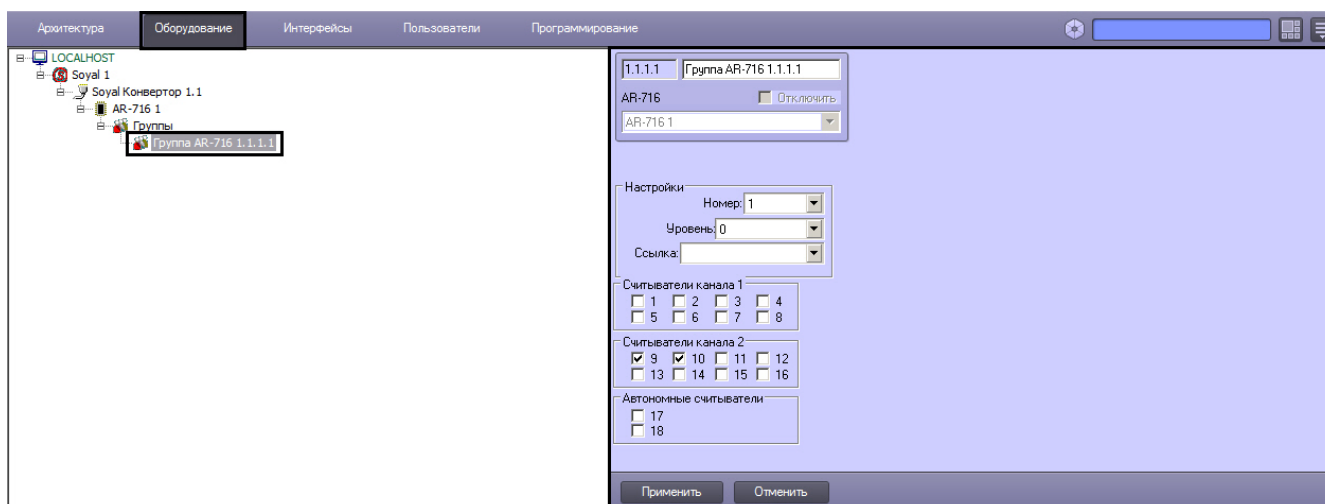 Архитектура Оборудование Интерфейсы Пользователи Программирование
LOCALHOST
Soyal 1
Soyal Конвертор 1.1
AR-716 1
Группы
Группа AR-716 1.1.1.1
1.1.1.1 Группа AR-716 1.1.1.1
AR-716 Отключить
AR-716 1
Настройки
Номер: 1
Уровень: 0
Ссылка:
Считыватели канала 1
1 2 3 4
5 6 7 8
Считыватели канала 2
9 10 11 12
13 14 15 16
Автономные считыватели
17
18
Применить Отменить